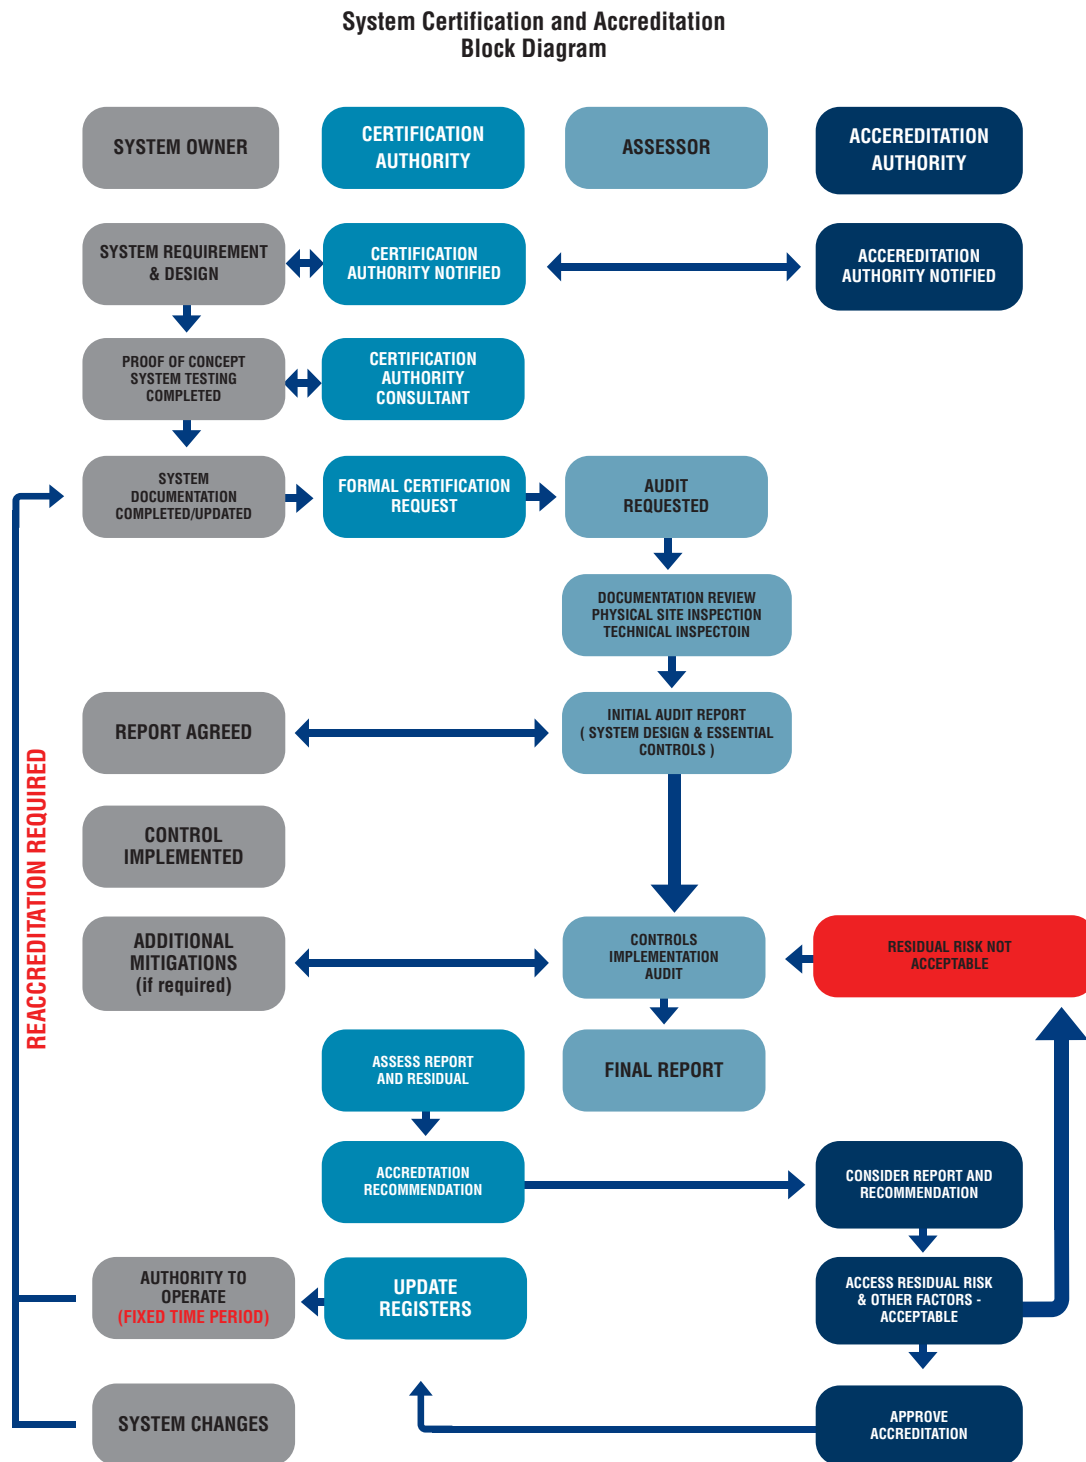 System Certification and Accreditation
Block Diagram
SYSTEM OWNER
CERTIFICATION
AUTHORITY
ASSESSOR
ACCEREDITATION
AUTHORITY
SYSTEM REQUIREMENT
& DESIGN
CERTIFICATION
AUTHORITY NOTIFIED
ACCEREDITATION
AUTHORITY NOTIFIED
PROOF OF CONCEPT
SYSTEM TESTING
COMPLETED
CERTIFICATION
AUTHORITY
CONSULTANT
SYSTEM
DOCUMENTATION
COMPLETED/UPDATED
FORMAL CERTIFICATION
REQUEST
AUDIT
REQUESTED
DOCUMENTATION REVIEW
PHYSICAL SITE INSPECTION
TECHNICAL INSPECTOIN
REPORT AGREED
INITIAL AUDIT REPORT
( SYSTEM DESIGN & ESSENTIAL
CONTROLS )
REACCREDITATION REQUIRED
CONTROL
IMPLEMENTED
ADDITIONAL
MITIGATIONS
(if required)
CONTROLS
IMPLEMENTATION
AUDIT
RESIDUAL RISK NOT
ACCEPTABLE
ASSESS REPORT
AND RESIDUAL
FINAL REPORT
ACCREDTATION
RECOMMENDATION
CONSIDER REPORT AND
RECOMMENDATION
AUTHORITY TO
OPERATE
(FIXED TIME PERIOD)
UPDATE
REGISTERS
ACCESS RESIDUAL RISK
& OTHER FACTORS -
ACCEPTABLE
SYSTEM CHANGES
APPROVE
ACCREDITATION